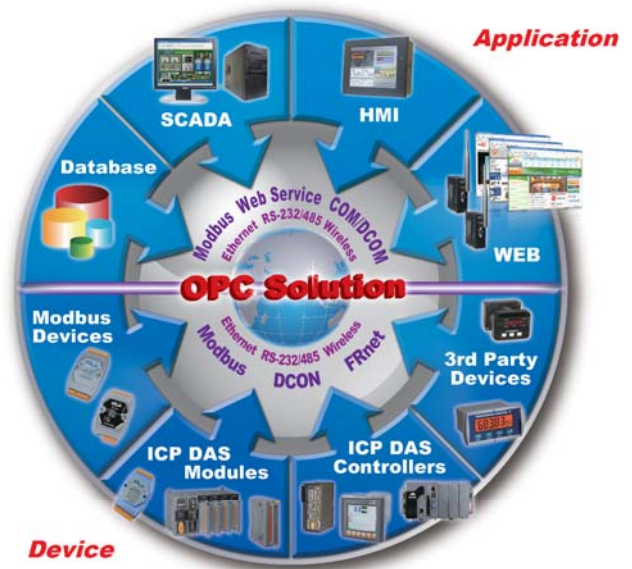 Application
SCADA
HMI
Database
WEB
Modbus Web Service COM/DCOM
Ethernet RS-232/485 Wireless
OPC Solution
Ethernet RS-232/485 Wireless
Modbus DCON FRnet
Modbus
Devices
3rd Party
Devices
ICP DAS
Modules
ICP DAS
Controllers
Device